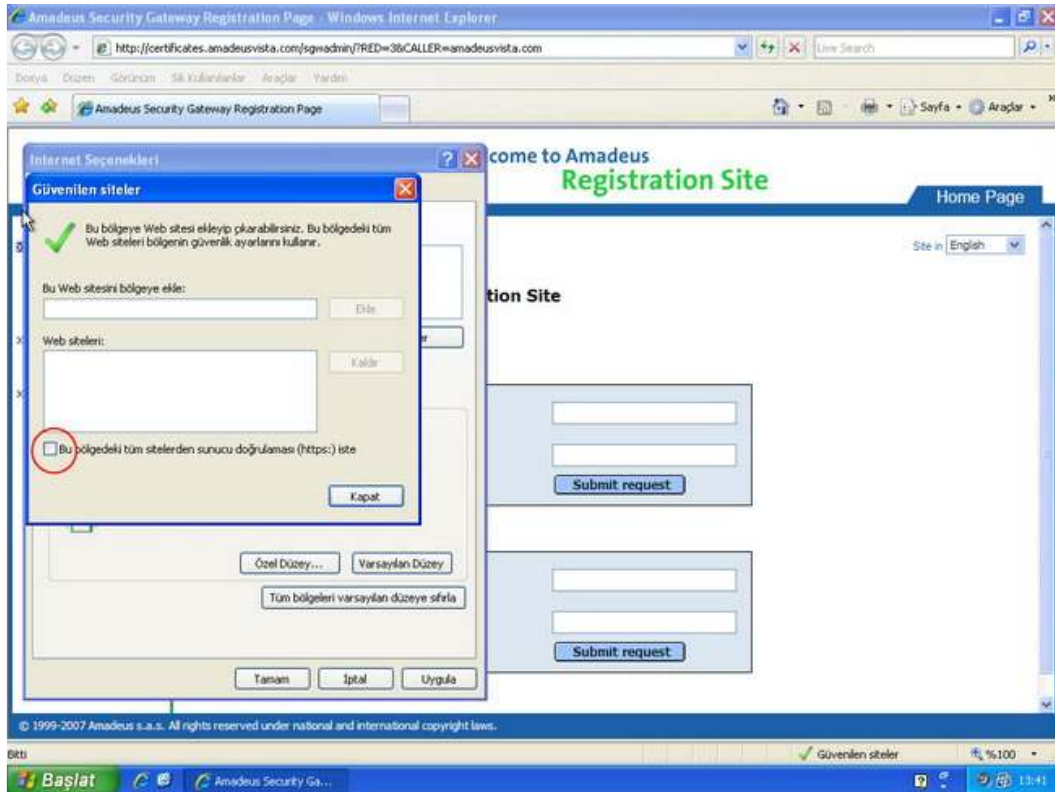 Amadeus Security Gateway Registration Page - Windows Internet Explorer
http://certificates.amadeusvista.com/sgwadmin/?RED=3&CALLER=amadeusvista.com
Live Search
Dosya Düzen Görünüm Sık Kullanılanlar Araçlar Yardım
Amadeus Security Gateway Registration Page
Sayfa Araçlar
come to Amadeus
Registration Site
Home Page
Site in English
tion Site
Submit request
Submit request
Internet Seçenekleri
Güvenilen siteler
Bu bölgeye Web sitesi ekleyip çıkarabilirsiniz. Bu bölgedeki tüm
Web siteleri bölgenin güvenlik ayarlarını kullanır.
Bu Web sitesini bölgeye ekle:
Ekle
Web siteleri:
Kaldır
Bu bölgedeki tüm sitelerden sunucu doğrulaması (https:) iste
Kapat
Özel Düzey... Varsayılan Düzey
Tüm bölgeleri varsayılan düzeye sıfırla
Tamam İptal Uygula
© 1999-2007 Amadeus s.a.s. All rights reserved under national and international copyright laws.
Bitti
Güvenilen siteler %100
Başlat Amadeus Security Ga... 13:41